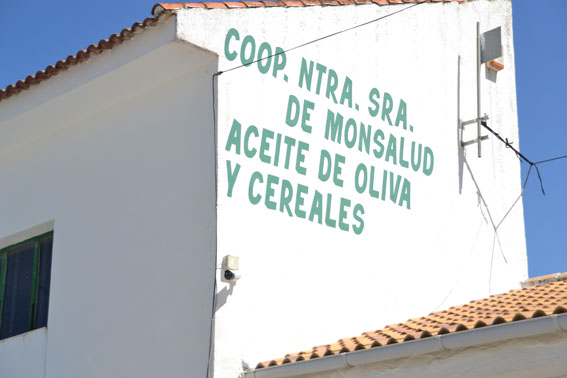 COOP. NTRA. SRA.
DE MONSALUD
ACEITE DE OLIVA
Y CEREALES